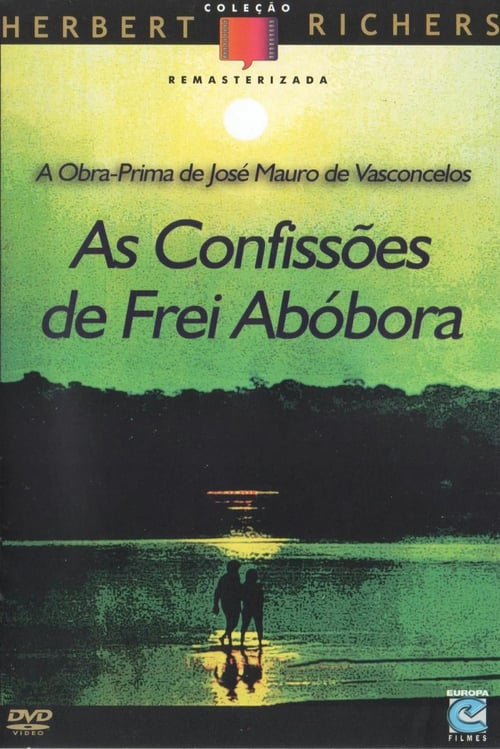 COLEÇÃO
HERBERT RICHERS
REMASTERIZADA
A Obra-Prima de José Mauro de Vasconcelos
As Confissões
de Frei Abóbora
DVD
VIDEO
EUROPA
FILMES